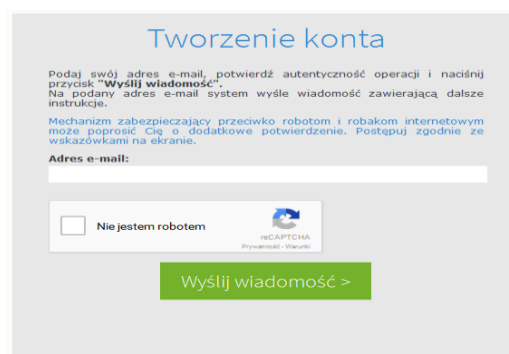 Tworzenie konta
Podaj swój adres e-mail, potwierdź autentyczność operacji i naciśnij
przycisk "Wyślij wiadomość".
Na podany adres e-mail system wyśle wiadomość zawierającą dalsze
instrukcje.
Mechanizm zabezpieczający przeciwko robotom i robakom internetowym
może poprosić Cię o dodatkowe potwierdzenie. Postępuj zgodnie ze
wskazówkami na ekranie.
Adres e-mail:
Nie jestem robotem
reCAPTCHA
Prywatność - Warunki
Wyślij wiadomość >